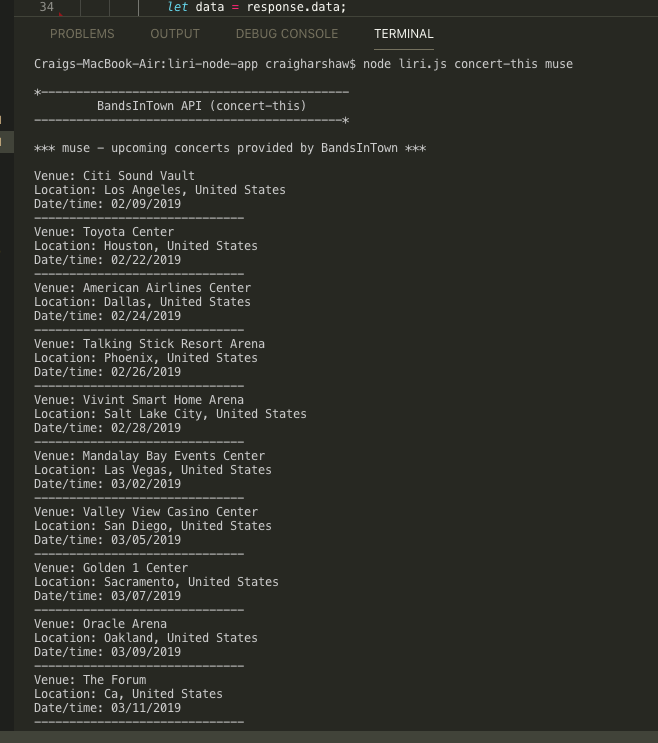 34 let data = response.data;
PROBLEMS OUTPUT DEBUG CONSOLE TERMINAL
Craigs-MacBook-Air:liri-node-app craigharshaw$ node liri.js concert-this muse
*--------------------------------------------
BandsInTown API (concert-this)
--------------------------------------------*
*** muse - upcoming concerts provided by BandsInTown ***
Venue: Citi Sound Vault
Location: Los Angeles, United States
Date/time: 02/09/2019
------------------------------
Venue: Toyota Center
Location: Houston, United States
Date/time: 02/22/2019
------------------------------
Venue: American Airlines Center
Location: Dallas, United States
Date/time: 02/24/2019
------------------------------
Venue: Talking Stick Resort Arena
Location: Phoenix, United States
Date/time: 02/26/2019
------------------------------
Venue: Vivint Smart Home Arena
Location: Salt Lake City, United States
Date/time: 02/28/2019
------------------------------
Venue: Mandalay Bay Events Center
Location: Las Vegas, United States
Date/time: 03/02/2019
------------------------------
Venue: Valley View Casino Center
Location: San Diego, United States
Date/time: 03/05/2019
------------------------------
Venue: Golden 1 Center
Location: Sacramento, United States
Date/time: 03/07/2019
------------------------------
Venue: Oracle Arena
Location: Oakland, United States
Date/time: 03/09/2019
------------------------------
Venue: The Forum
Location: Ca, United States
Date/time: 03/11/2019
------------------------------